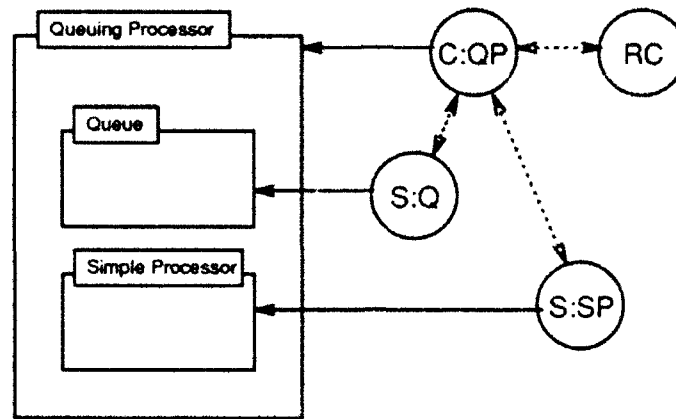 Queuing Processor
C:QP
RC
Queue
S:Q
Simple Processor
S:SP